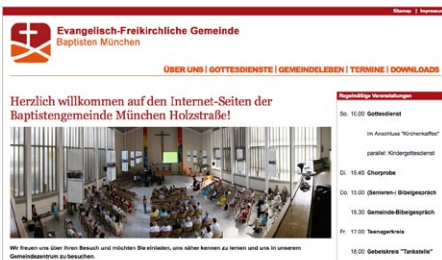 Sitemap | Impressum
Evangelisch-Freikirchliche Gemeinde
Baptisten München
ÜBER UNS | GOTTESDIENSTE | GEMEINDELEBEN | TERMINE | DOWNLOADS
Herzlich willkommen auf den Internet-Seiten der
Baptistengemeinde München Holzstraße!
Wir freuen uns über Ihren Besuch und möchten Sie einladen, uns näher kennen zu lernen und uns in unserem
Gemeindezentrum zu besuchen.
Regelmäßige Veranstaltungen
So. 10.00 Gottesdienst
im Anschluss "Kirchenkaffee"
parallel: Kindergottesdienst
Di. 19.45 Chorprobe
Do. 15.00 (Senioren-) Bibelgespräch
19.30 Gemeinde-Bibelgespräch
Fr. 17.00 Teenagerkreis
18.00 Gebetskreis "Tankstelle"